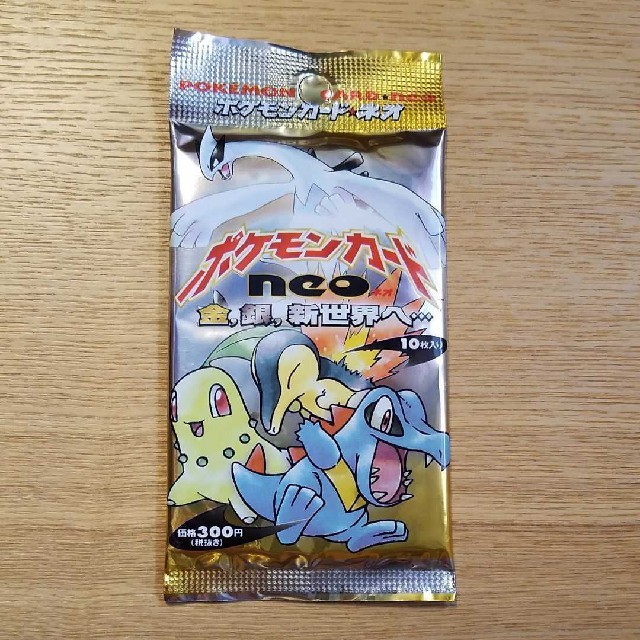 POKEMON CARD★neo
ポケモンカード★ネオ
ポケモンカード
neo ネオ
金、銀、新世界へ…
10枚入り
価格300円
(税抜き)